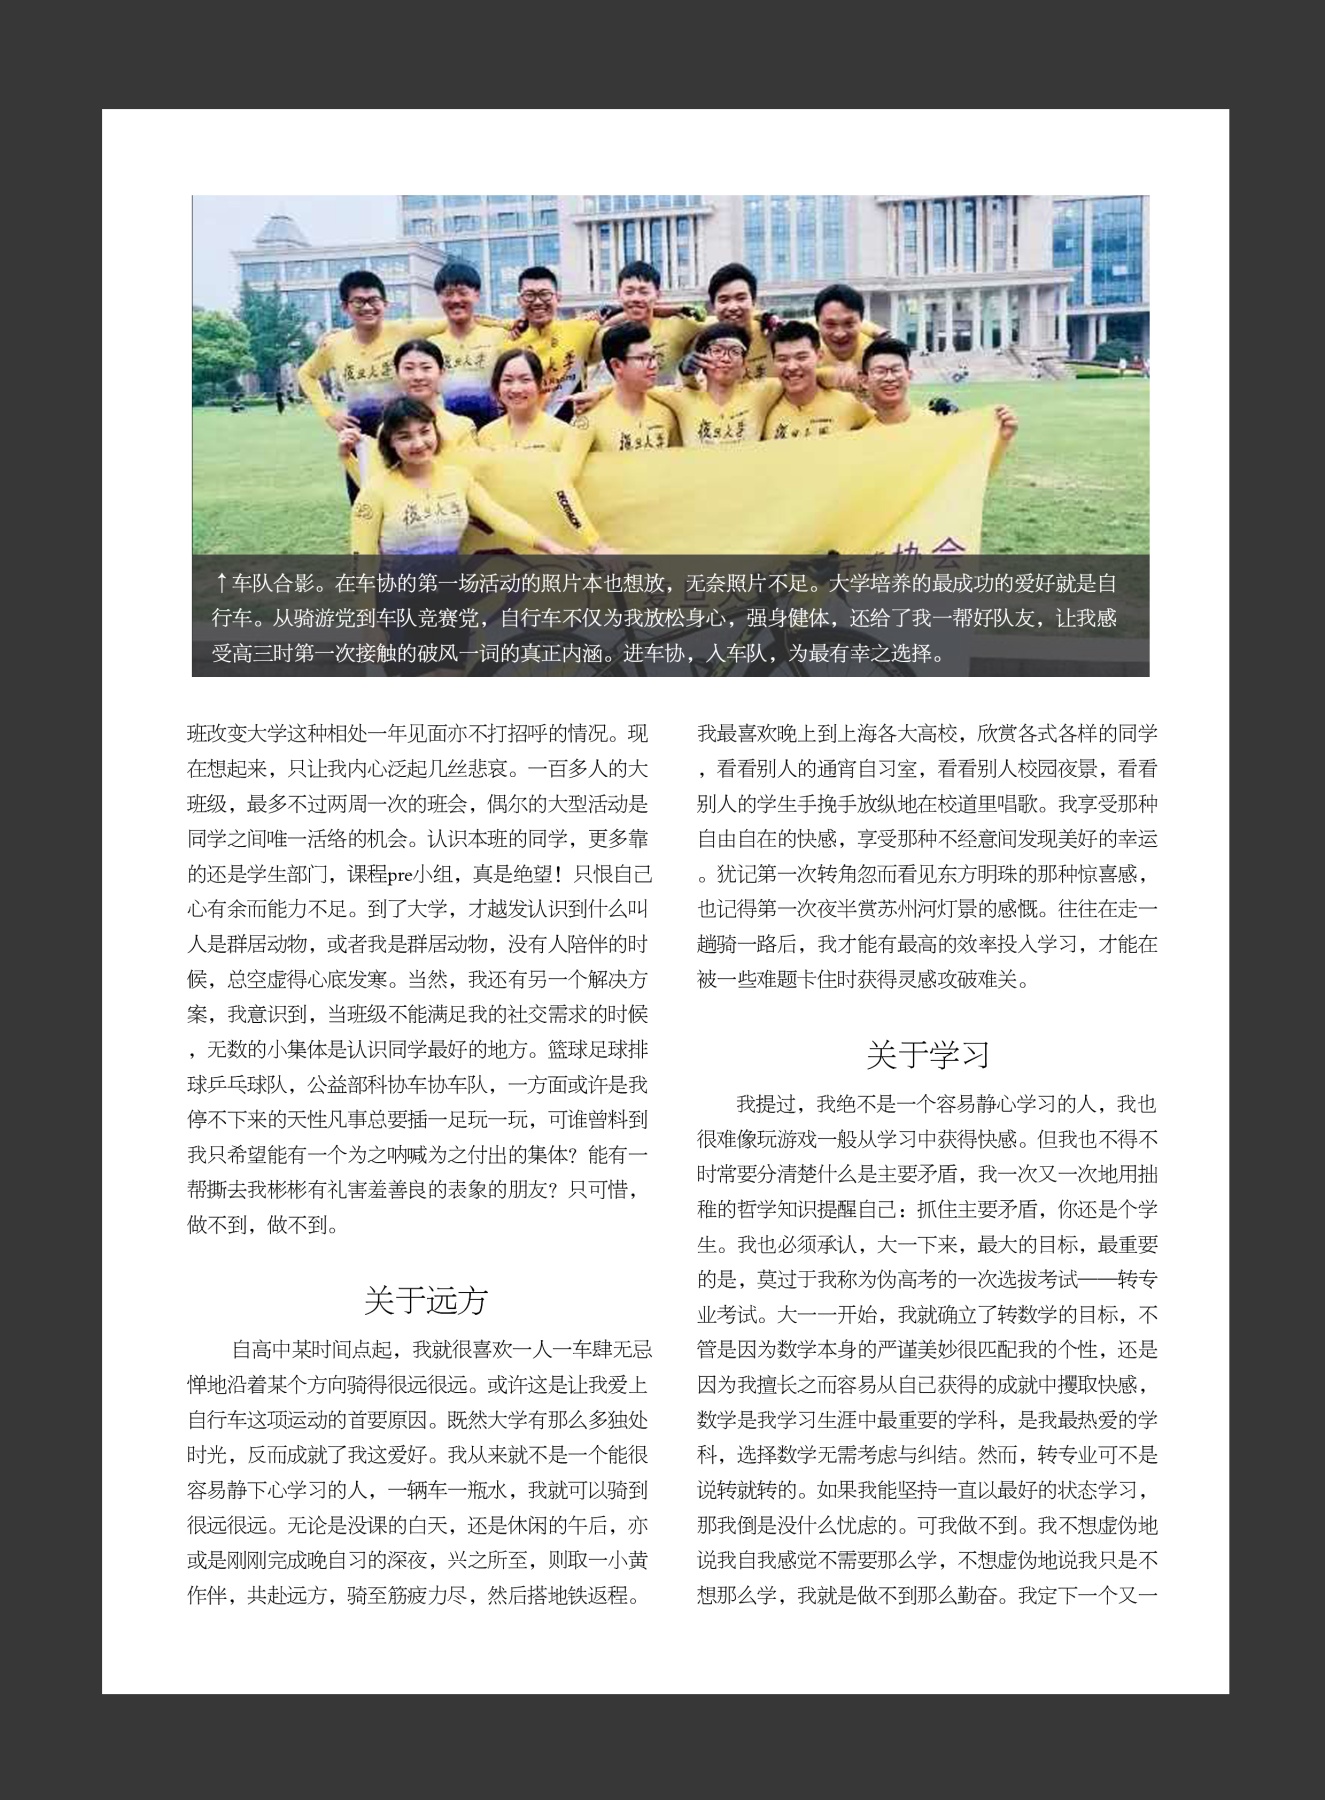 復旦大学
復旦大学
復旦大学
復旦大学
復旦大学
復旦大学
DECATHLON
行车协会
↑车队合影。在车协的第一场活动的照片本也想放，无奈照片不足。大学培养的最成功的爱好就是自
行车。从骑游党到车队竞赛党，自行车不仅为我放松身心，强身健体，还给了我一帮好队友，让我感
受高三时第一次接触的破风一词的真正内涵。进车协，入车队，为最有幸之选择。
班改变大学这种相处一年见面亦不打招呼的情况。现
在想起来，只让我内心泛起几丝悲哀。一百多人的大
班级，最多不过两周一次的班会，偶尔的大型活动是
同学之间唯一活络的机会。认识本班的同学，更多靠
的还是学生部门，课程pre小组，真是绝望！只恨自己
心有余而能力不足。到了大学，才越发认识到什么叫
人是群居动物，或者我是群居动物，没有人陪伴的时
候，总空虚得心底发寒。当然，我还有另一个解决方
案，我意识到，当班级不能满足我的社交需求的时候
，无数的小集体是认识同学最好的地方。篮球足球排
球乒乓球队，公益部科协车协车队，一方面或许是我
停不下来的天性凡事总要插一足玩一玩，可谁曾料到
我只希望能有一个为之呐喊为之付出的集体？能有一
帮撕去我彬彬有礼害羞善良的表象的朋友？只可惜，
做不到，做不到。
关于远方
自高中某时间点起，我就很喜欢一人一车肆无忌
惮地沿着某个方向骑得很远很远。或许这是让我爱上
自行车这项运动的首要原因。既然大学有那么多独处
时光，反而成就了我这爱好。我从来就不是一个能很
容易静下心学习的人，一辆车一瓶水，我就可以骑到
很远很远。无论是没课的白天，还是休闲的午后，亦
或是刚刚完成晚自习的深夜，兴之所至，则取一小黄
作伴，共赴远方，骑至筋疲力尽，然后搭地铁返程。
我最喜欢晚上到上海各大高校，欣赏各式各样的同学
，看看别人的通宵自习室，看看别人校园夜景，看看
别人的学生手挽手放纵地在校道里唱歌。我享受那种
自由自在的快感，享受那种不经意间发现美好的幸运
。犹记第一次转角忽而看见东方明珠的那种惊喜感，
也记得第一次夜半赏苏州河灯景的感慨。往往在走一
趟骑一路后，我才能有最高的效率投入学习，才能在
被一些难题卡住时获得灵感攻破难关。
关于学习
我提过，我绝不是一个容易静心学习的人，我也
很难像玩游戏一般从学习中获得快感。但我也不得不
时常要分清楚什么是主要矛盾，我一次又一次地用拙
稚的哲学知识提醒自己：抓住主要矛盾，你还是个学
生。我也必须承认，大一下来，最大的目标，最重要
的是，莫过于我称为伪高考的一次选拔考试——转专
业考试。大一一开始，我就确立了转数学的目标，不
管是因为数学本身的严谨美妙很匹配我的个性，还是
因为我擅长之而容易从自己获得的成就中攫取快感，
数学是我学习生涯中最重要的学科，是我最热爱的学
科，选择数学无需考虑与纠结。然而，转专业可不是
说转就转的。如果我能坚持一直以最好的状态学习，
那我倒是没什么忧虑的。可我做不到。我不想虚伪地
说我自我感觉不需要那么学，不想虚伪地说我只是不
想那么学，我就是做不到那么勤奋。我定下一个又一